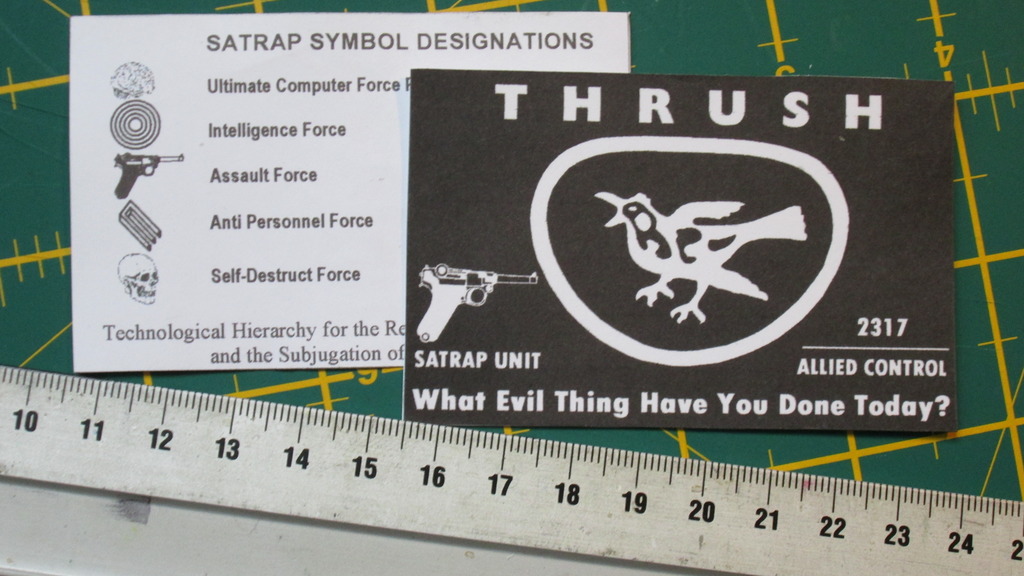 SATRAP SYMBOL DESIGNATIONS
Ultimate Computer Force
Intelligence Force
Assault Force
Anti Personnel Force
Self-Destruct Force
Technological Hierarchy for the Re
and the Subjugation of
THRUSH
SATRAP UNIT
2317
ALLIED CONTROL
What Evil Thing Have You Done Today?
4
10 11 12 13 14 15 16 17 18 19 20 21 22 23 24